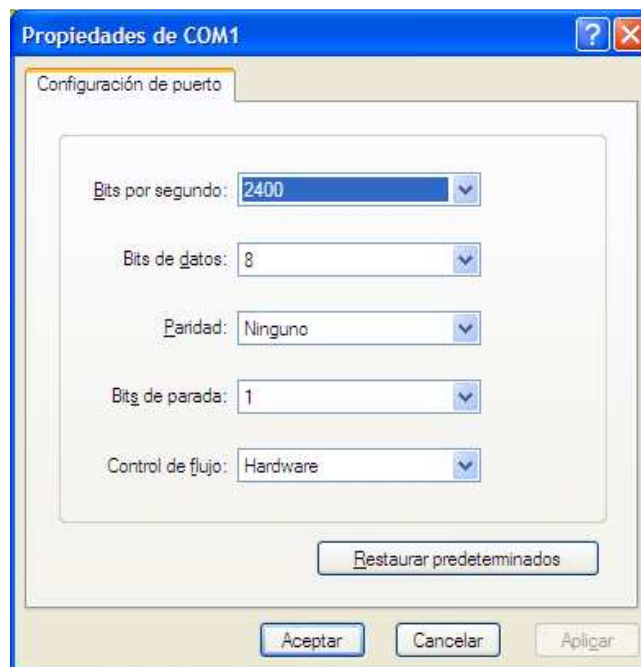 Propiedades de COM1
Configuración de puerto
Bits por segundo: 2400
Bits de datos: 8
Paridad: Ninguno
Bits de parada: 1
Control de flujo: Hardware
Restaurar predeterminados
Aceptar Cancelar Aplicar